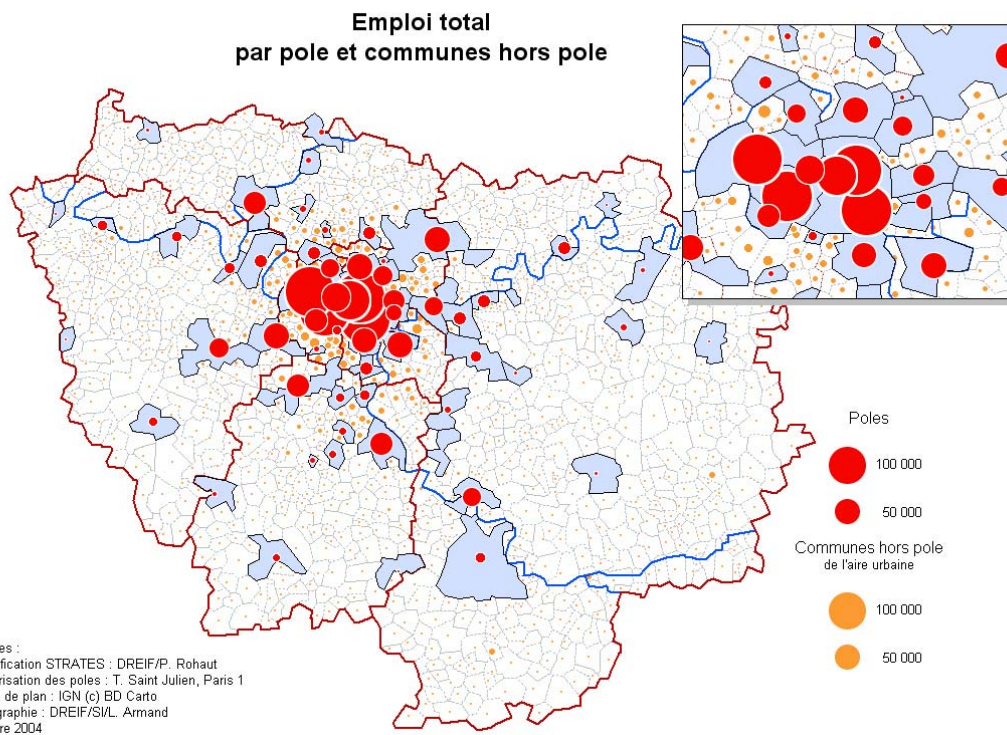 Emploi total
par pole et communes hors pole
Poles
100 000
50 000
Communes hors pole
de l'aire urbaine
100 000
50 000
es :
fication STRATES : DREIF/P. Rohaut
risation des poles : T. Saint Julien, Paris 1
de plan : IGN (c) BD Carto
graphie : DREIF/SI/L. Armand
re 2004